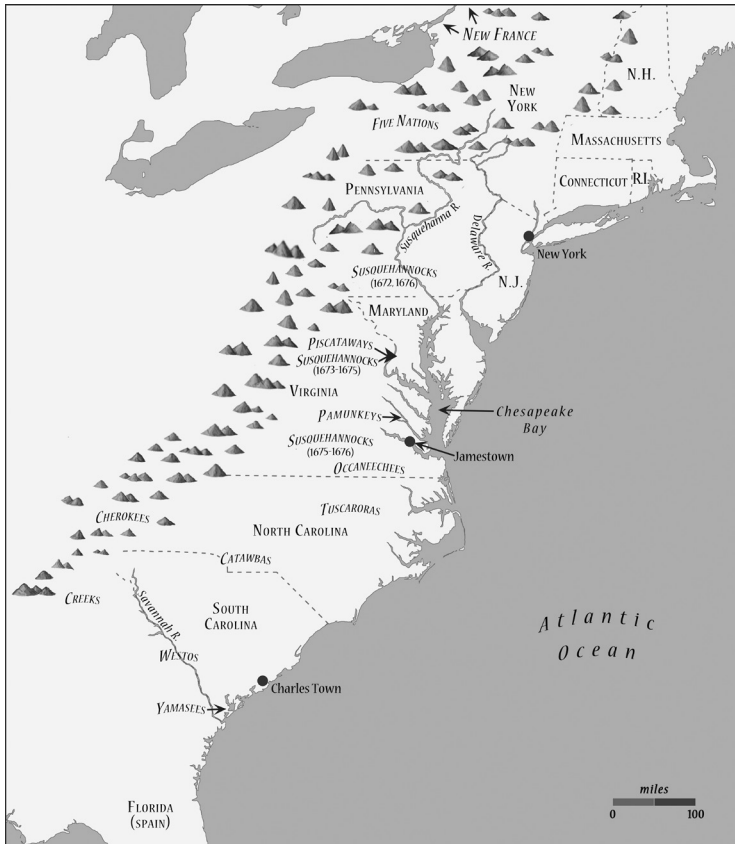 NEW FRANCE
N.H.
NEW
YORK
FIVE NATIONS
MASSACHUSETTS
CONNECTICUT
R.I.
PENNSYLVANIA
Susquehanna R.
Delaware R.
New York
SUSQUEHANNOCKS
(1672, 1676)
N.J.
MARYLAND
PISCATAWAYS
SUSQUEHANNOCKS
(1673-1675)
VIRGINIA
PAMUNKEYS
Chesapeake
Bay
SUSQUEHANNOCKS
(1675-1676)
Jamestown
OCCANEECHEES
TUSCARORAS
CHEROKEES
NORTH CAROLINA
CATAWBAS
CREEKS
Savannah R.
SOUTH
CAROLINA
Atlantic
Ocean
WESTOS
Charles Town
YAMASEES
FLORIDA
(SPAIN)
miles
0 100